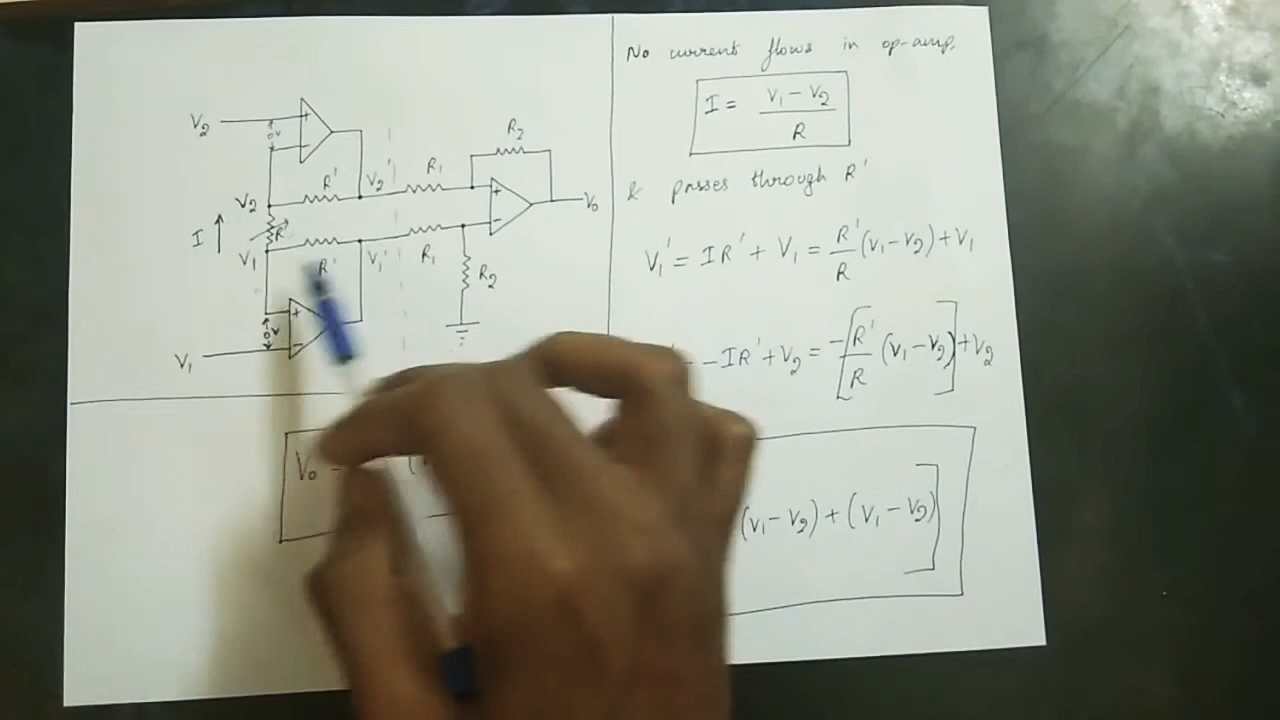 V₂
+
-
0V
R'
V₂'
R₁
R₂
+
-
V₀
V₂
I
R
V₁
R'
V₁'
R₁
R₂
+
-
0V
V₁
V₀
No current flows in op-amp.
I = V₁ - V₂ / R
& passes through R'
V₁' = IR' + V₁ = R'/R (V₁ - V₂) + V₁
- IR' + V₂ = -[R'/R (V₁ - V₂)] + V₂
(V₁ - V₂) + (V₁ - V₂)]